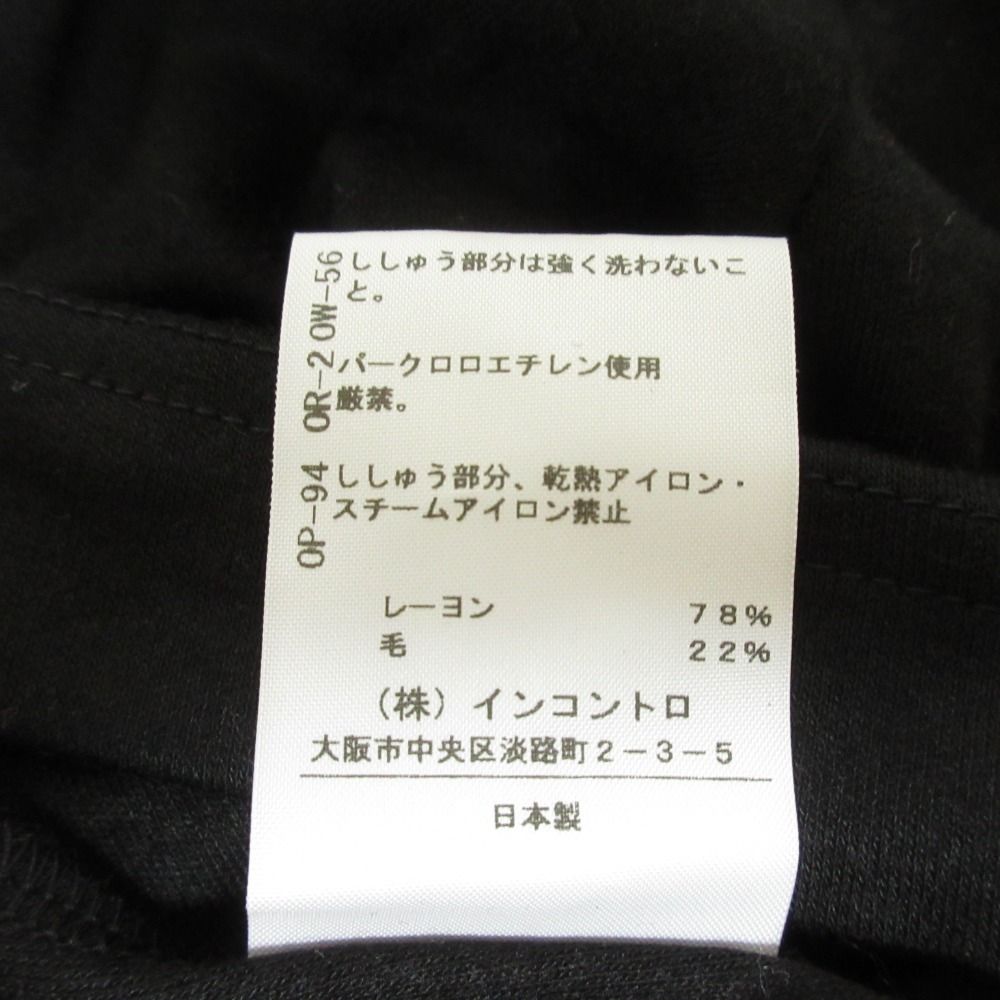 ししゅう部分は強く洗わないこ
と。
パークロロエチレン使用
厳禁。
ししゅう部分、乾熱アイロン・
スチームアイロン禁止
OP-94 OR-20W-56
レーヨン 78%
毛 22%
(株)インコントロ
大阪市中央区淡路町2-3-5
日本製